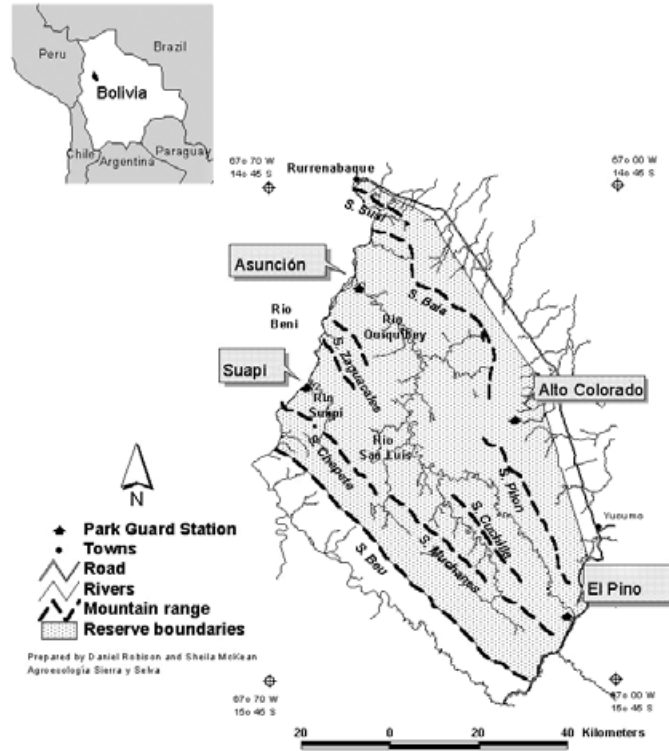 Peru
Brazil
Bolivia
Chile
Argentina
Paraguay
67o 70 W
14o 45 S
67o 00 W
14o 45 S
Rurrenabaque
S. Susi
Asunción
S. Bala
Rio
Beni
Rio
Quiquibey
S. Zaguacales
Suapi
Rio
Suapi
Alto Colorado
S. Chepete
Rio
San Luis
S. Pilon
S. Cuchilla
S. Muchanes
S. Beu
Yucumo
El Pino
N
Park Guard Station
Towns
Road
Rivers
Mountain range
Reserve boundaries
Prepared by Daniel Robison and Sheila McKean
Agroecología Sierra y Selva
67o 70 W
15o 45 S
67o 00 W
15o 45 S
20 0 20 40 Kilometers